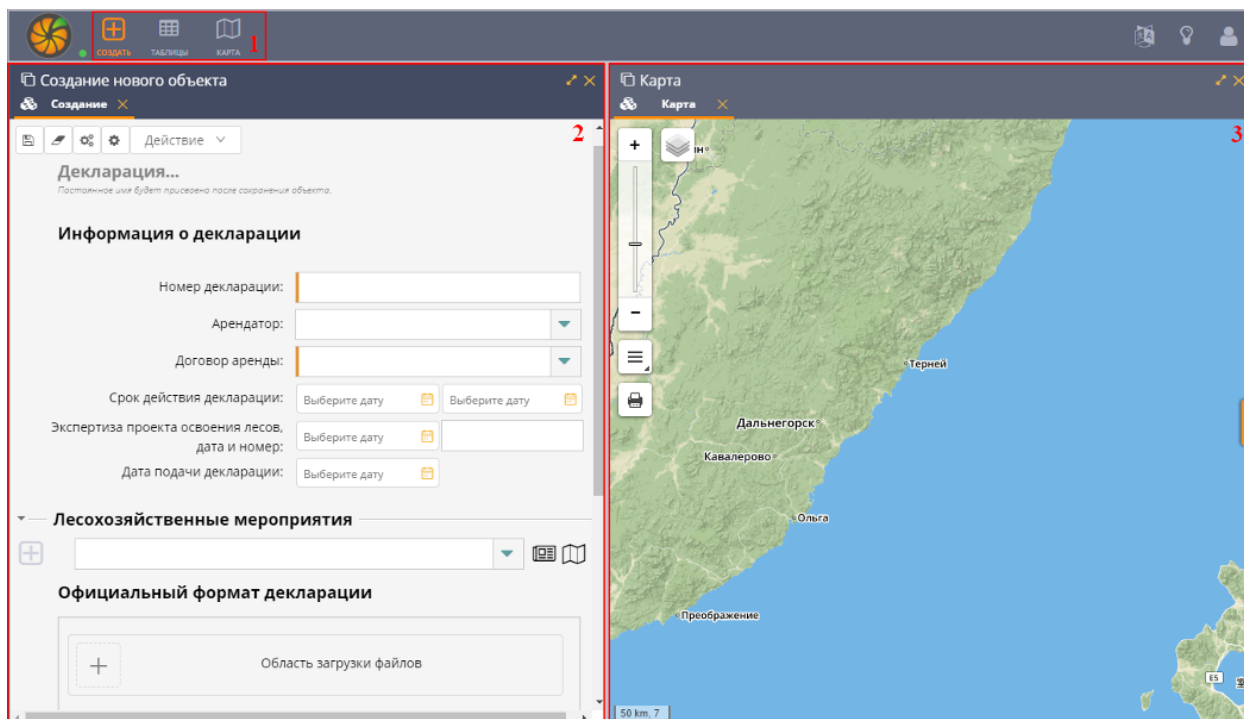 СОЗДАТЬ ТАБЛИЦЫ КАРТА 1
Создание нового объекта
Создание
2
Действие
Декларация...
Постоянное имя будет присвоено после сохранения объекта.
Информация о декларации
Номер декларации:
Арендатор:
Договор аренды:
Срок действия декларации: Выберите дату Выберите дату
Экспертиза проекта освоения лесов,
дата и номер: Выберите дату
Дата подачи декларации: Выберите дату
Лесохозяйственные мероприятия
Официальный формат декларации
Область загрузки файлов
Карта
Карта
3
Терней
Дальнегорск
Кавалерово
Ольга
Преображение
E5
50 km, 7